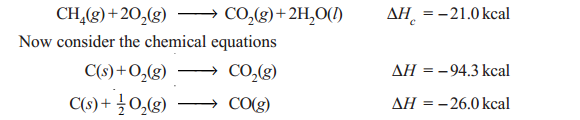 CH₄(g)+2O₂(g) ⟶ CO₂(g)+2H₂O(l) ΔH꜀ = –21.0 kcal
Now consider the chemical equations
C(s)+O₂(g) ⟶ CO₂(g) ΔH = –94.3 kcal
C(s)+ ½ O₂(g) ⟶ CO(g) ΔH = –26.0 kcal